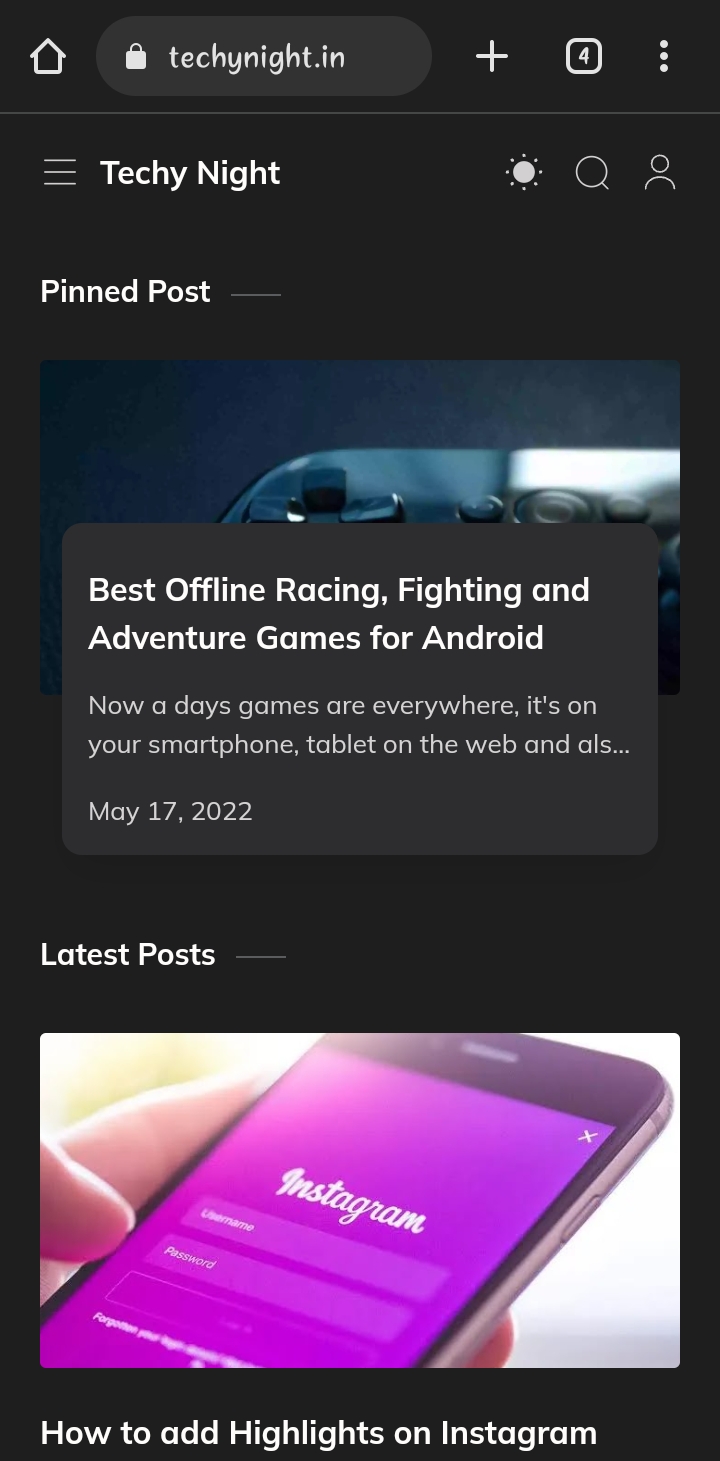 techynight.in
4
Techy Night
Pinned Post
Best Offline Racing, Fighting and
Adventure Games for Android
Now a days games are everywhere, it's on
your smartphone, tablet on the web and als...
May 17, 2022
Latest Posts
Instagram
Username
Password
Forgotten your login
How to add Highlights on Instagram